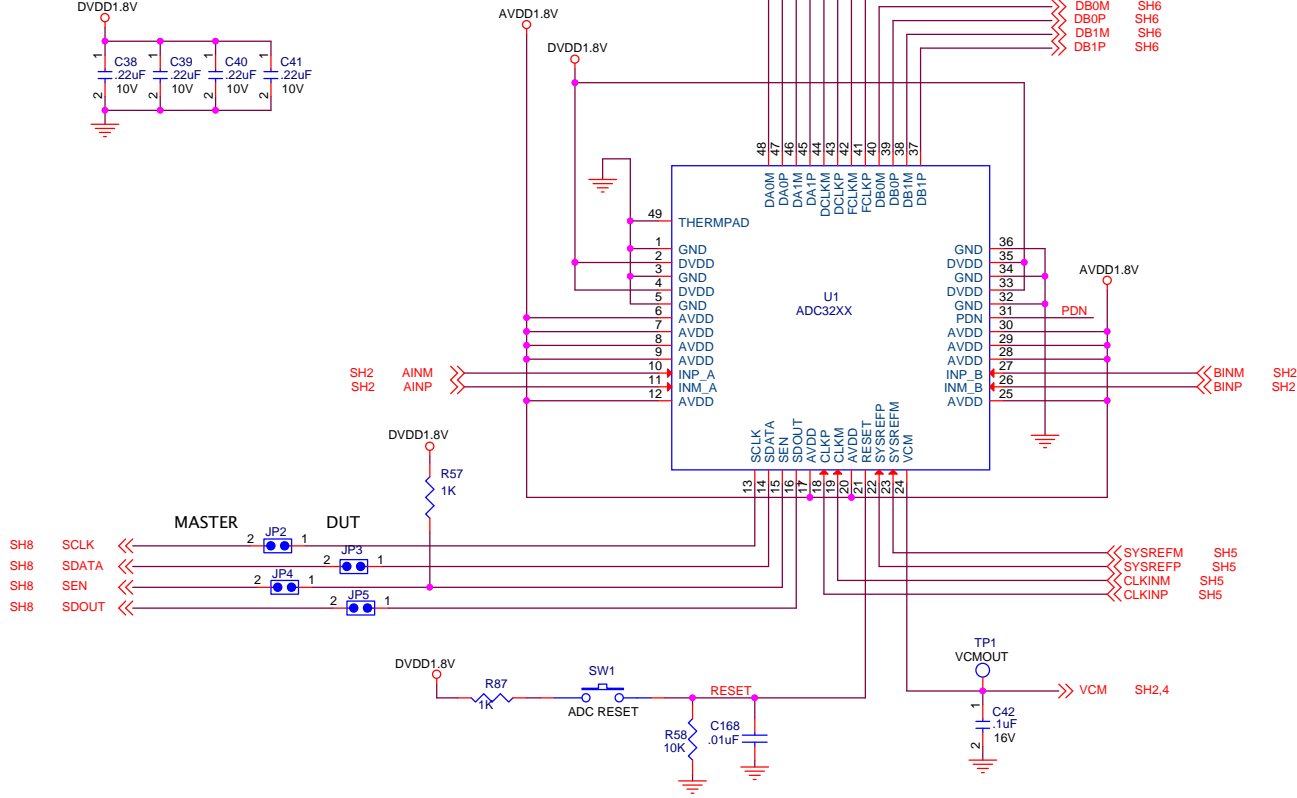 DVDD1.8V
1 C38 .22uF 10V 2
1 C39 .22uF 10V 2
1 C40 .22uF 10V 2
1 C41 .22uF 10V 2
AVDD1.8V
DVDD1.8V
DB0M SH6
DB0P SH6
DB1M SH6
DB1P SH6
48 47 46 45 44 43 42 41 40 39 38 37
DA0M DA0P DA1M DA1P DCLKM DCLKP FCLKM FCLKP DB0M DB0P DB1M DB1P
49 THERMPAD
1 GND
2 DVDD
3 GND
4 DVDD
5 GND
6 AVDD
7 AVDD
8 AVDD
9 AVDD
10 INP_A
11 INM_A
12 AVDD
U1
ADC32XX
GND 36
DVDD 35
GND 34
DVDD 33
GND 32
PDN 31 PDN
AVDD 30
AVDD 29
AVDD 28
INP_B 27
INM_B 26
AVDD 25
AVDD1.8V
SH2 AINM
SH2 AINP
BINM SH2
BINP SH2
SCLK SDATA SEN SDOUT AVDD CLKP CLKM AVDD RESET SYSREFP SYSREFM VCM
13 14 15 16 17 18 19 20 21 22 23 24
DVDD1.8V
R57
1K
MASTER DUT
SH8 SCLK 2 JP2 1
SH8 SDATA 2 JP3 1
SH8 SEN 2 JP4 1
SH8 SDOUT 2 JP5 1
SYSREFM SH5
SYSREFP SH5
CLKINM SH5
CLKINP SH5
DVDD1.8V
R87
1K
SW1
ADC RESET
RESET
R58
10K
C168
.01uF
TP1
VCMOUT
VCM SH2,4
1 C42 .1uF 16V 2